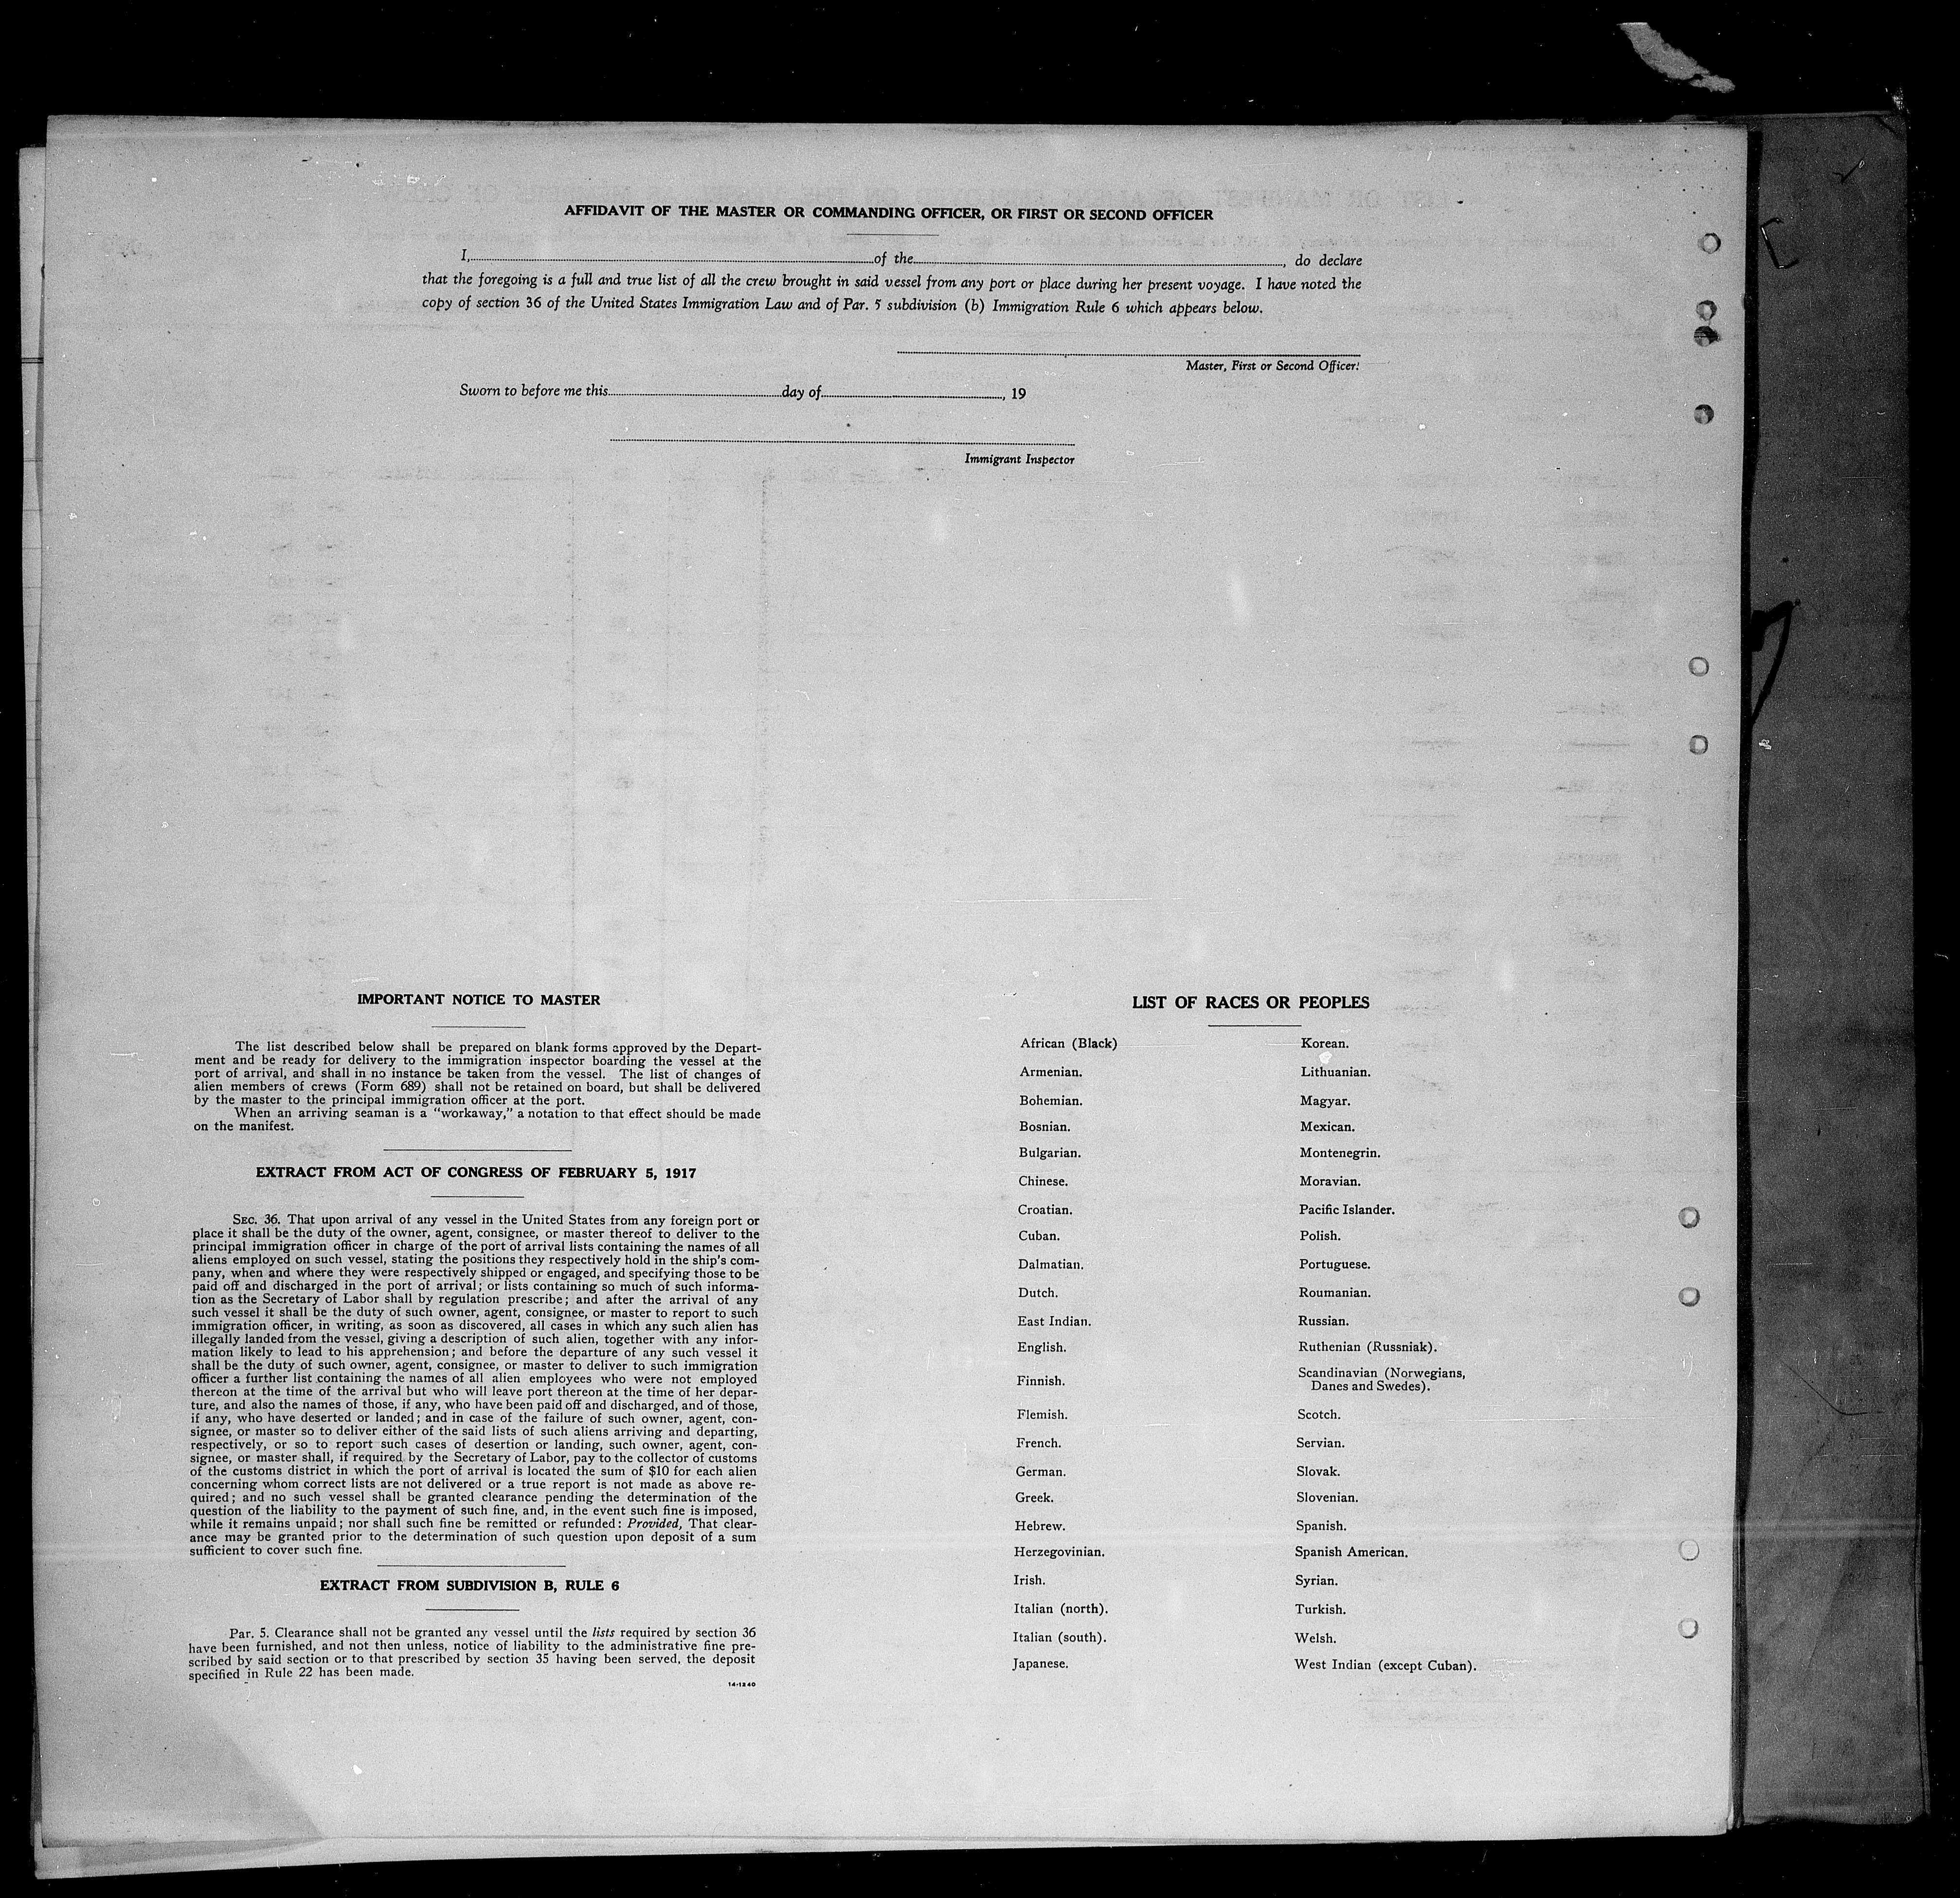 AFFIDAVIT OF THE MASTER OR COMMANDING OFFICER, OR FIRST OR SECOND OFFICER
I, of the , do declare
that the foregoing is a full and true list of all the crew brought in said vessel from any port or place during her present voyage. I have noted the
copy of section 36 of the United States Immigration Law and of Par. 5 subdivision (b) Immigration Rule 6 which appears below.
Master, First or Second Officer.
Sworn to before me this day of , 19
Immigrant Inspector
IMPORTANT NOTICE TO MASTER
The list described below shall be prepared on blank forms approved by the Depart-
ment and be ready for delivery to the immigration inspector boarding the vessel at the
port of arrival, and shall in no instance be taken from the vessel. The list of changes of
alien members of crews (Form 689) shall not be retained on board, but shall be delivered
by the master to the principal immigration officer at the port.
When an arriving seaman is a "workaway," a notation to that effect should be made
on the manifest.
EXTRACT FROM ACT OF CONGRESS OF FEBRUARY 5, 1917
SEC. 36. That upon arrival of any vessel in the United States from any foreign port or
place it shall be the duty of the owner, agent, consignee, or master thereof to deliver to the
principal immigration officer in charge of the port of arrival lists containing the names of all
aliens employed on such vessel, stating the positions they respectively hold in the ship's com-
pany, when and where they were respectively shipped or engaged, and specifying those to be
paid off and discharged in the port of arrival; or lists containing so much of such informa-
tion as the Secretary of Labor shall by regulation prescribe; and after the arrival of any
such vessel it shall be the duty of such owner, agent, consignee, or master to report to such
immigration officer, in writing, as soon as discovered, all cases in which any such alien has
illegally landed from the vessel, giving a description of such alien, together with any infor-
mation likely to lead to his apprehension; and before the departure of any such vessel it
shall be the duty of such owner, agent, consignee, or master to deliver to such immigration
officer a further list containing the names of all alien employees who were not employed
thereon at the time of the arrival but who will leave port thereon at the time of her depar-
ture, and also the names of those, if any, who have been paid off and discharged, and of those,
if any, who have deserted or landed; and in case of the failure of such owner, agent, con-
signee, or master so to deliver either of the said lists of such aliens arriving and departing,
respectively, or so to report such cases of desertion or landing, such owner, agent, con-
signee, or master shall, if required by the Secretary of Labor, pay to the collector of customs
of the customs district in which the port of arrival is located the sum of $10 for each alien
concerning whom correct lists are not delivered or a true report is not made as above re-
quired; and no such vessel shall be granted clearance pending the determination of the
question of the liability to the payment of such fine, and, in the event such fine is imposed,
while it remains unpaid; nor shall such fine be remitted or refunded: Provided, That clear-
ance may be granted prior to the determination of such question upon deposit of a sum
sufficient to cover such fine.
EXTRACT FROM SUBDIVISION B, RULE 6
Par. 5. Clearance shall not be granted any vessel until the lists required by section 36
have been furnished, and not then unless, notice of liability to the administrative fine pre-
scribed by said section or to that prescribed by section 35 having been served, the deposit
specified in Rule 22 has been made.
14-1240
LIST OF RACES OR PEOPLES
African (Black)
Armenian.
Bohemian.
Bosnian.
Bulgarian.
Chinese.
Croatian.
Cuban.
Dalmatian.
Dutch.
East Indian.
English.
Finnish.
Flemish.
French.
German.
Greek.
Hebrew.
Herzegovinian.
Irish.
Italian (north).
Italian (south).
Japanese.
Korean.
Lithuanian.
Magyar.
Mexican.
Montenegrin.
Moravian.
Pacific Islander.
Polish.
Portuguese.
Roumanian.
Russian.
Ruthenian (Russniak).
Scandinavian (Norwegians,
Danes and Swedes).
Scotch.
Servian.
Slovak.
Slovenian.
Spanish.
Spanish American.
Syrian.
Turkish.
Welsh.
West Indian (except Cuban).